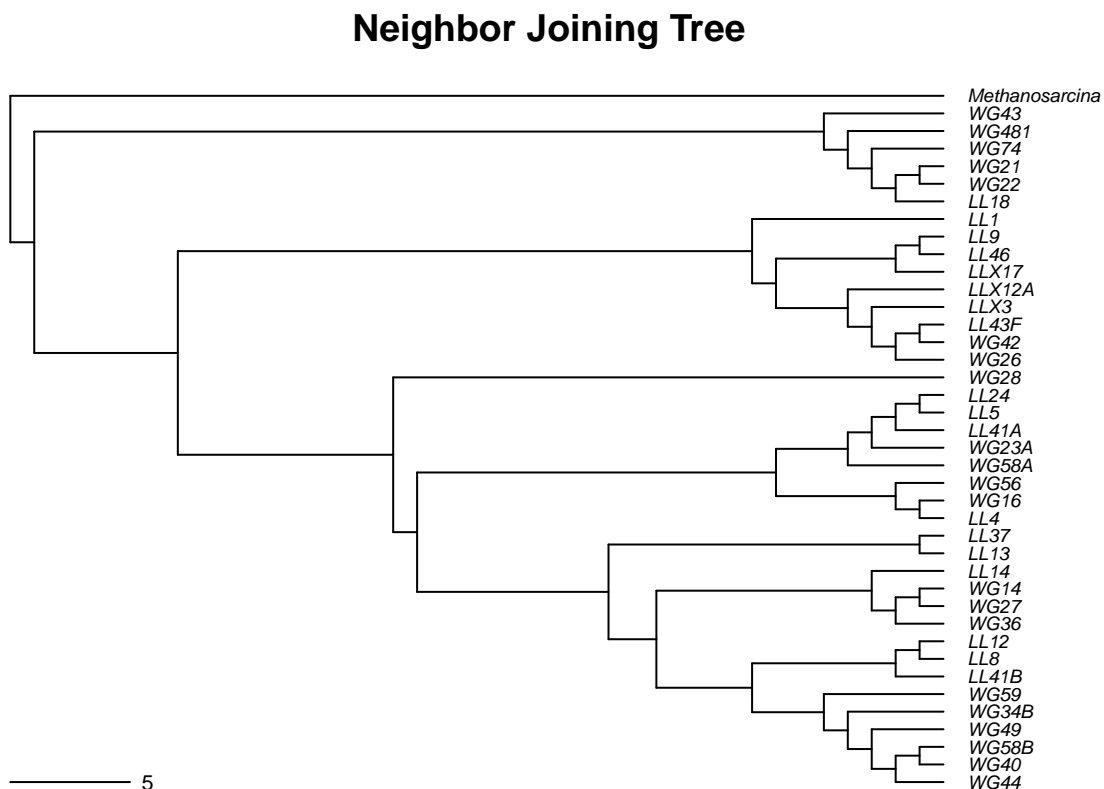 Neighbor Joining Tree
Methanosarcina
WG43
WG481
WG74
WG21
WG22
LL18
LL1
LL9
LL46
LLX17
LLX12A
LLX3
LL43F
WG42
WG26
WG28
LL24
LL5
LL41A
WG23A
WG58A
WG56
WG16
LL4
LL37
LL13
LL14
WG14
WG27
WG36
LL12
LL8
LL41B
WG59
WG34B
WG49
WG58B
WG40
WG44
5